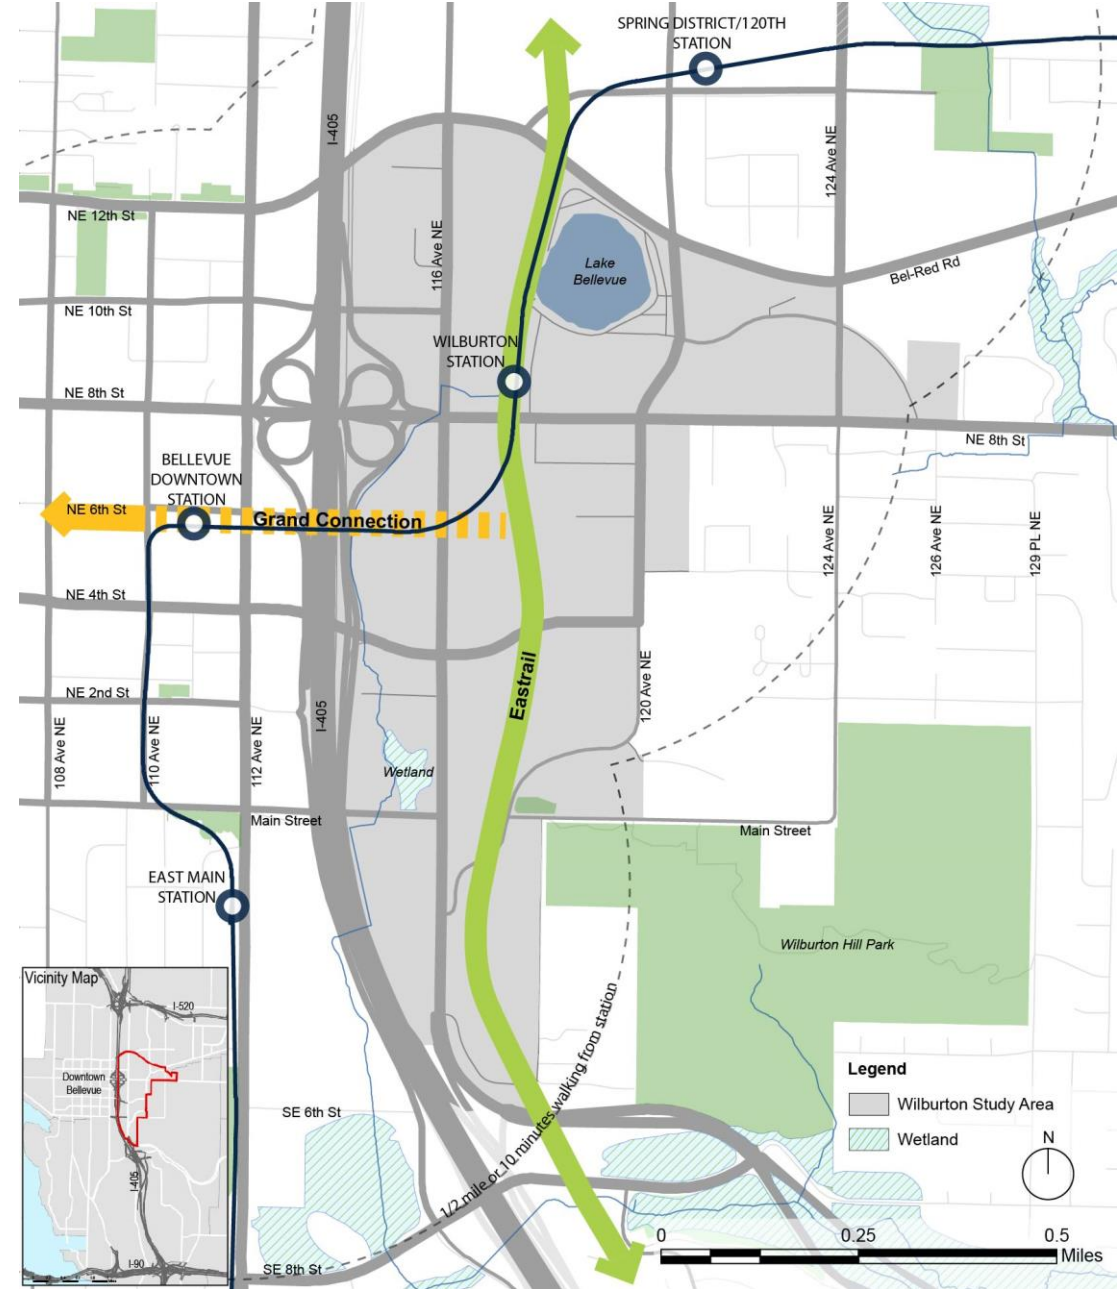 SPRING DISTRICT/120TH
STATION
I-405
124 Ave NE
NE 12th St
116 Ave NE
Lake
Bellevue
Bel-Red Rd
NE 10th St
WILBURTON
STATION
NE 8th St
NE 8th St
BELLEVUE
DOWNTOWN
STATION
NE 6th St
Grand Connection
124 Ave NE
126 Ave NE
129 PL NE
NE 4th St
Eastrail
120 Ave NE
NE 2nd St
I-405
108 Ave NE
110 Ave NE
112 Ave NE
Wetland
Main Street
Main Street
EAST MAIN
STATION
Wilburton Hill Park
1/2 mile or 10 minutes walking from station
SE 6th St
SE 8th St
Vicinity Map
I-520
Downtown
Bellevue
I-405
I-90
Legend
Wilburton Study Area
Wetland
N
0 0.25 0.5
Miles